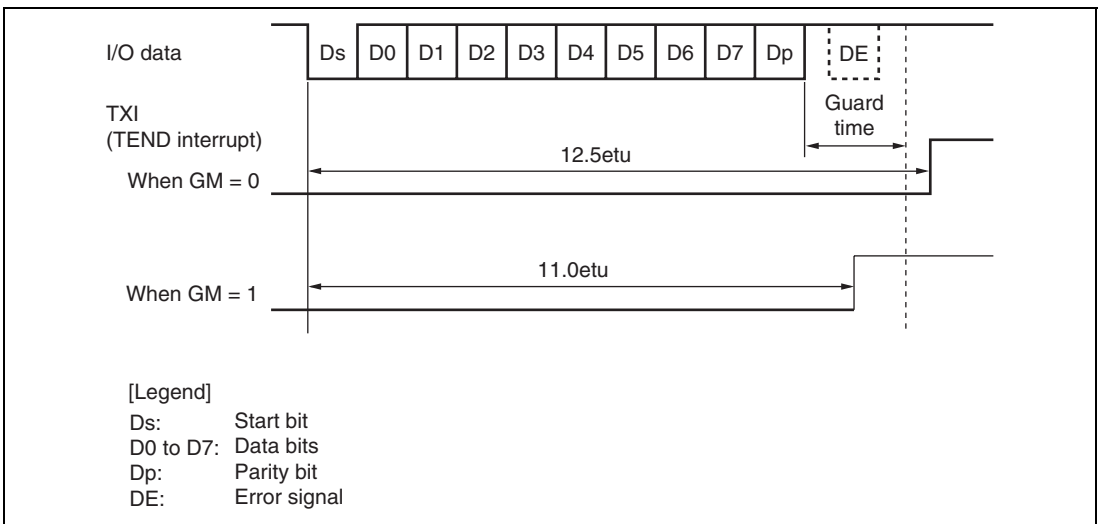 I/O data
Ds D0 D1 D2 D3 D4 D5 D6 D7 Dp DE
TXI
(TEND interrupt)
Guard
time
12.5etu
When GM = 0
11.0etu
When GM = 1
[Legend]
Ds: Start bit
D0 to D7: Data bits
Dp: Parity bit
DE: Error signal